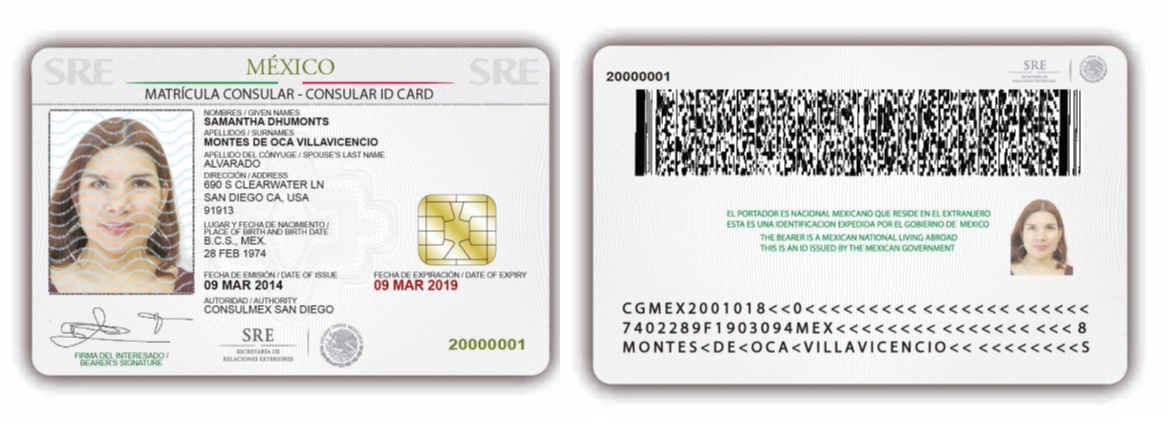 SRE
MÉXICO
SRE
MATRÍCULA CONSULAR - CONSULAR ID CARD
NOMBRES / GIVEN NAMES
SAMANTHA DHUMONTS
APELLIDOS / SURNAMES
MONTES DE OCA VILLAVICENCIO
APELLIDO DEL CÓNYUGE / SPOUSE'S LAST NAME
ALVARADO
DIRECCIÓN / ADDRESS
690 S CLEARWATER LN
SAN DIEGO CA, USA
91913
LUGAR Y FECHA DE NACIMIENTO /
PLACE OF BIRTH AND BIRTH DATE
B.C.S., MEX.
28 FEB 1974
FECHA DE EMISIÓN / DATE OF ISSUE
09 MAR 2014
FECHA DE EXPIRACIÓN / DATE OF EXPIRY
09 MAR 2019
AUTORIDAD / AUTHORITY
CONSULMEX SAN DIEGO
SRE
SECRETARÍA DE
RELACIONES EXTERIORES
FIRMA DEL INTERESADO /
BEARER'S SIGNATURE
20000001
20000001
SRE
SECRETARÍA DE
RELACIONES EXTERIORES
EL PORTADOR ES NACIONAL MEXICANO QUE RESIDE EN EL EXTRANJERO
ESTA ES UNA IDENTIFICACION EXPEDIDA POR EL GOBIERNO DE MEXICO
THE BEARER IS A MEXICAN NATIONAL LIVING ABROAD
THIS IS AN ID ISSUED BY THE MEXICAN GOVERNMENT
CGMEX2001018<<0<<<<<<<<<<< <<<< <<<<<<
7402289F1903094MEX<<<<<<<< <<<< <<<8
MONTES<DE<OCA<VILLAVICENCIO<< <<<<<<<<S